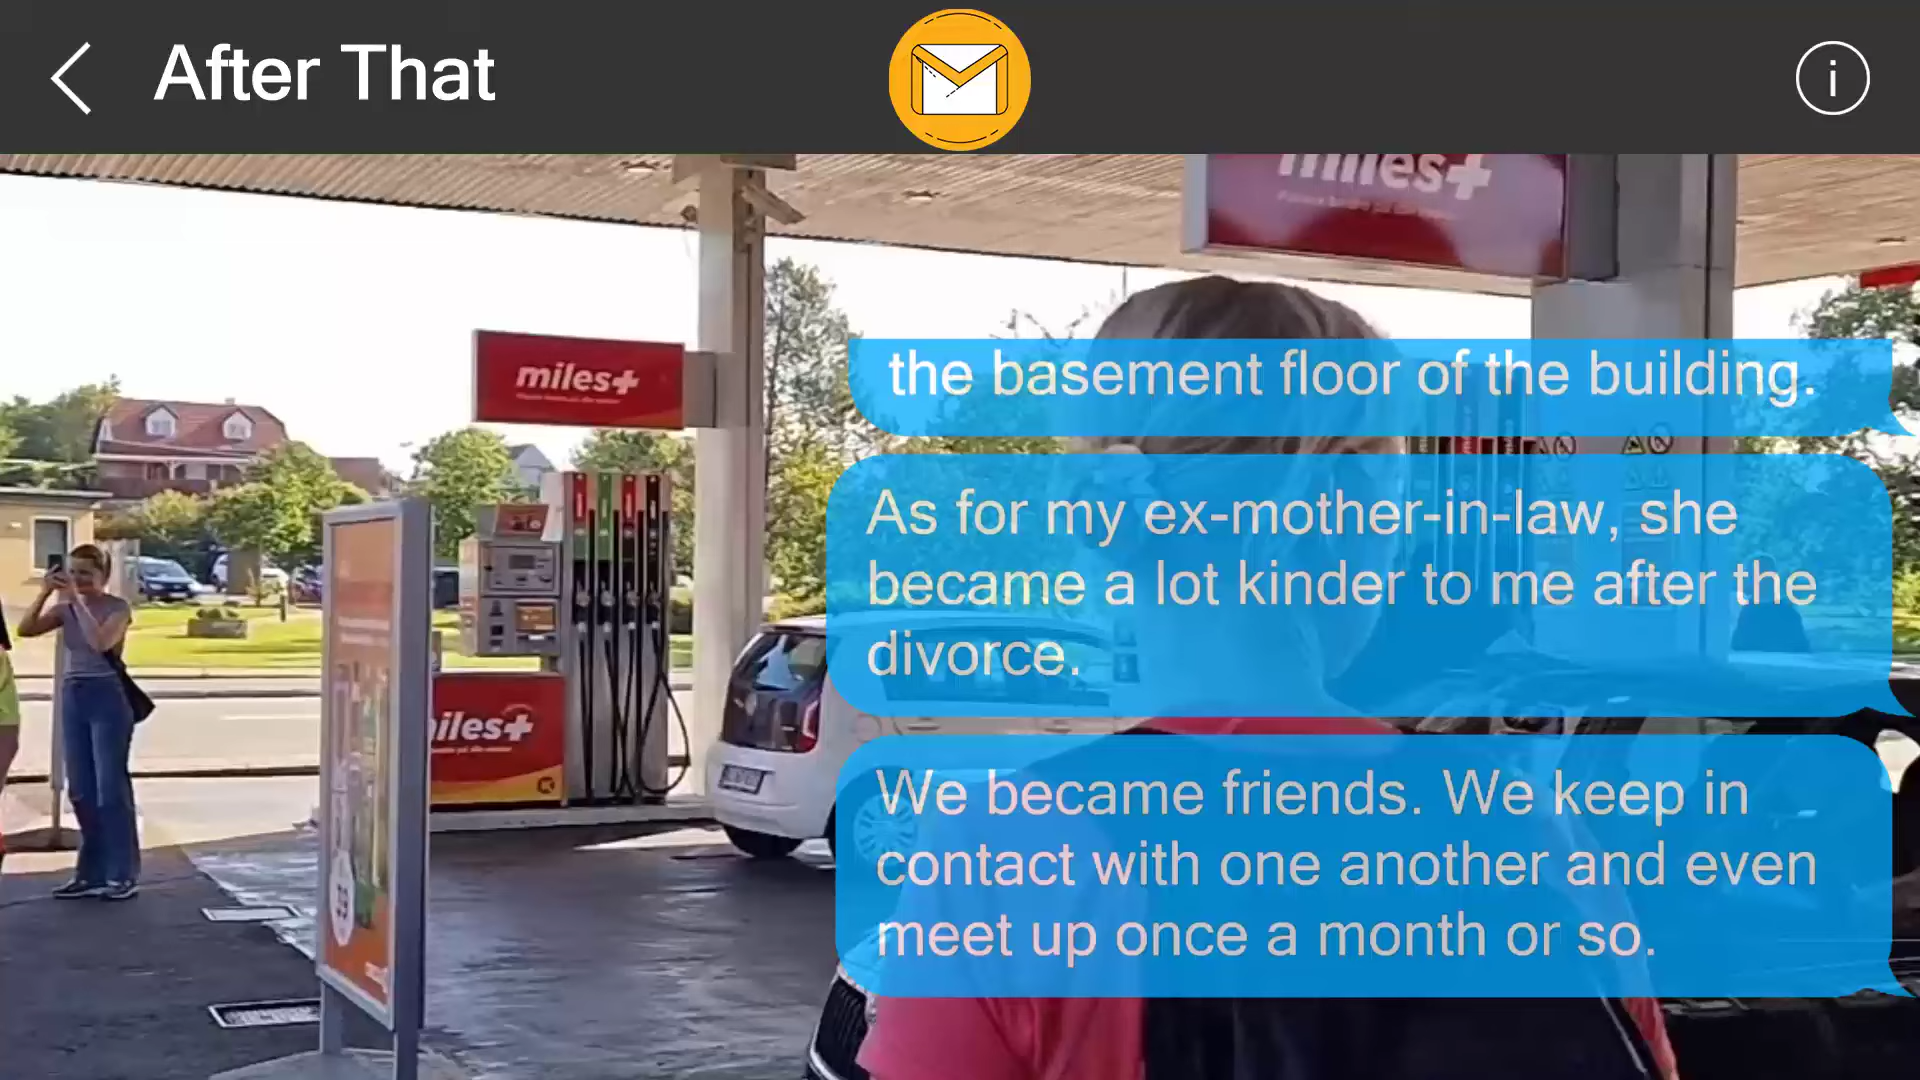 After That
i
miles+
miles+
the basement floor of the building.
As for my ex-mother-in-law, she
became a lot kinder to me after the
divorce.
iles+
We became friends. We keep in
contact with one another and even
meet up once a month or so.